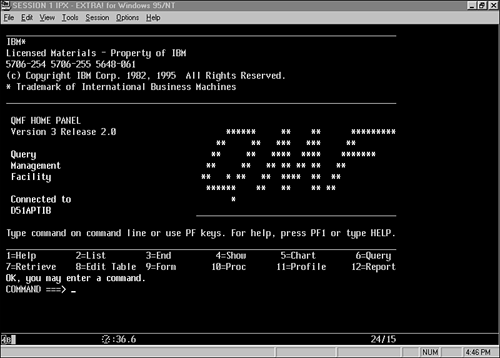 SESSION 1 IPX - EXTRA! for Windows 95/NT
File Edit View Tools Session Options Help
IBM*
Licensed Materials - Property of IBM
5706-254 5706-255 5648-061
(c) Copyright IBM Corp. 1982, 1995 All Rights Reserved.
* Trademark of International Business Machines
QMF HOME PANEL
Version 3 Release 2.0
QMF
Query
Management
Facility
Connected to
D51APTIB
Type command on command line or use PF keys. For help, press PF1 or type HELP.
1=Help 2=List 3=End 4=Show 5=Chart 6=Query
7=Retrieve 8=Edit Table 9=Form 10=Proc 11=Profile 12=Report
OK, you may enter a command.
COMMAND ===> _
:36.6 24/15
NUM 4:46 PM